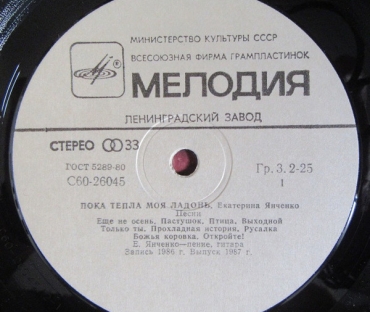 МИНИСТЕРСТВО КУЛЬТУРЫ СССР
ВСЕСОЮЗНАЯ ФИРМА ГРАМПЛАСТИНОК
МЕЛОДИЯ
ЛЕНИНГРАДСКИЙ ЗАВОД
СТЕРЕО 33
ГОСТ 5289-80
С60-26045
Гр. 3. 2-25
1
ПОКА ТЕПЛА МОЯ ЛАДОНЬ, Екатерина Янченко
Песни
Еще не осень, Пастушок, Птица, Выходной
Только ты. Прохладная история, Русалка
Божья коровка, Откройте!
Е. Янченко—пение, гитара
Запись 1986 г. Выпуск 1987 г.